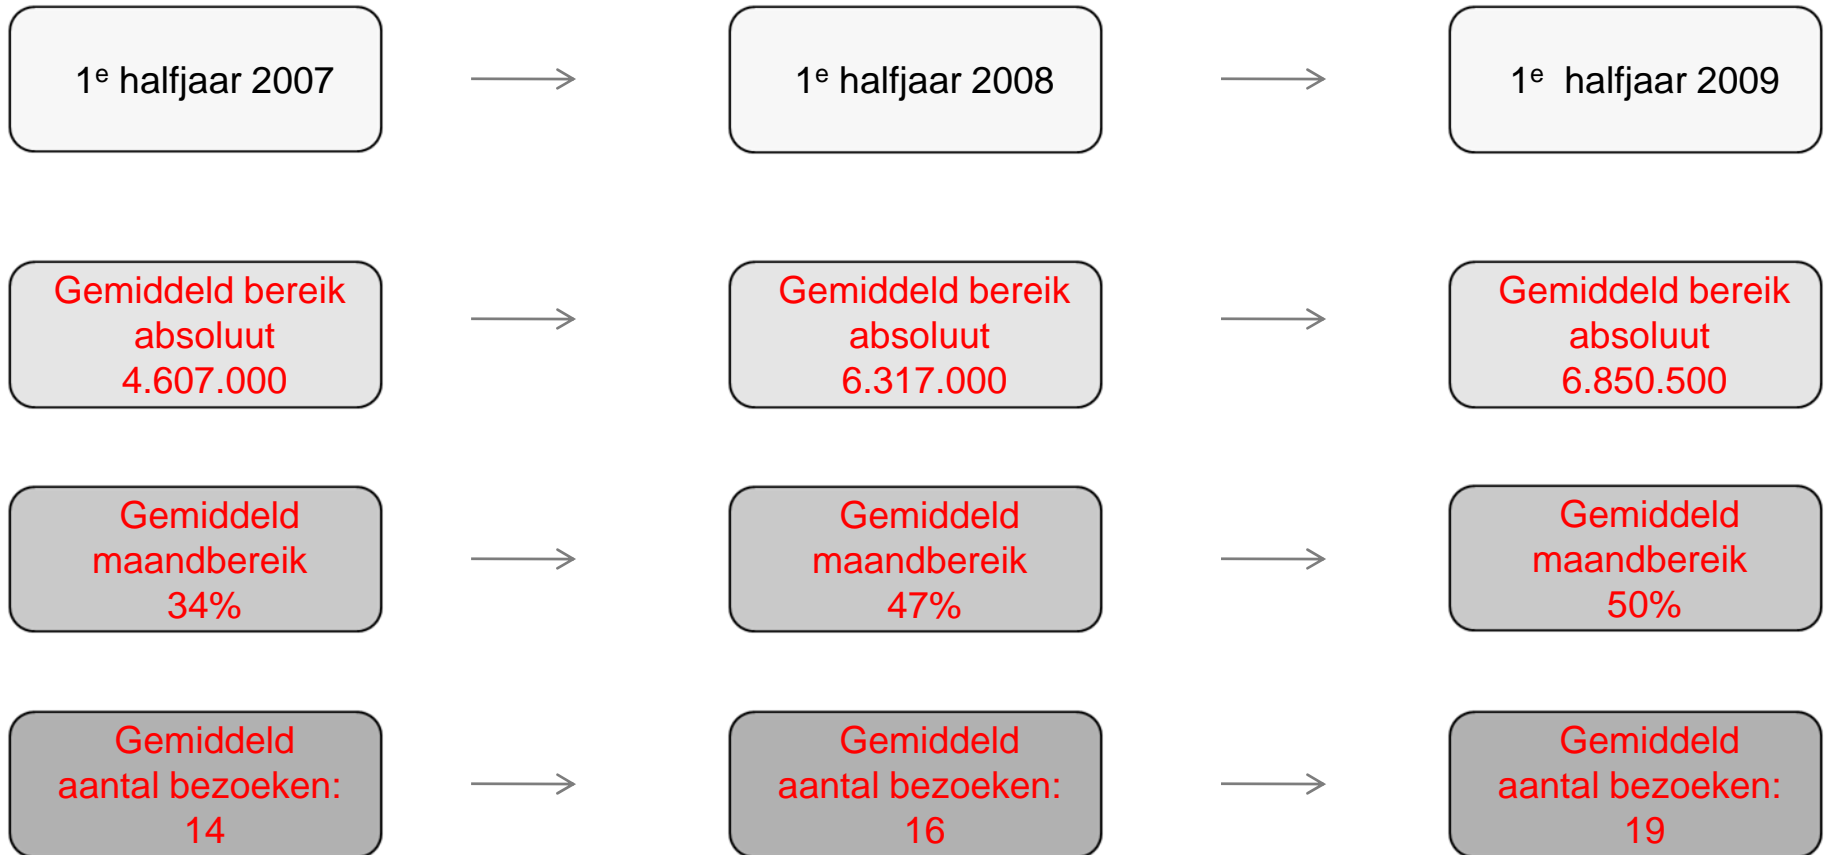 1e halfjaar 2007
1e halfjaar 2008
1e halfjaar 2009
Gemiddeld bereik
absoluut
4.607.000
Gemiddeld bereik
absoluut
6.317.000
Gemiddeld bereik
absoluut
6.850.500
Gemiddeld
maandbereik
34%
Gemiddeld
maandbereik
47%
Gemiddeld
maandbereik
50%
Gemiddeld
aantal bezoeken:
14
Gemiddeld
aantal bezoeken:
16
Gemiddeld
aantal bezoeken:
19